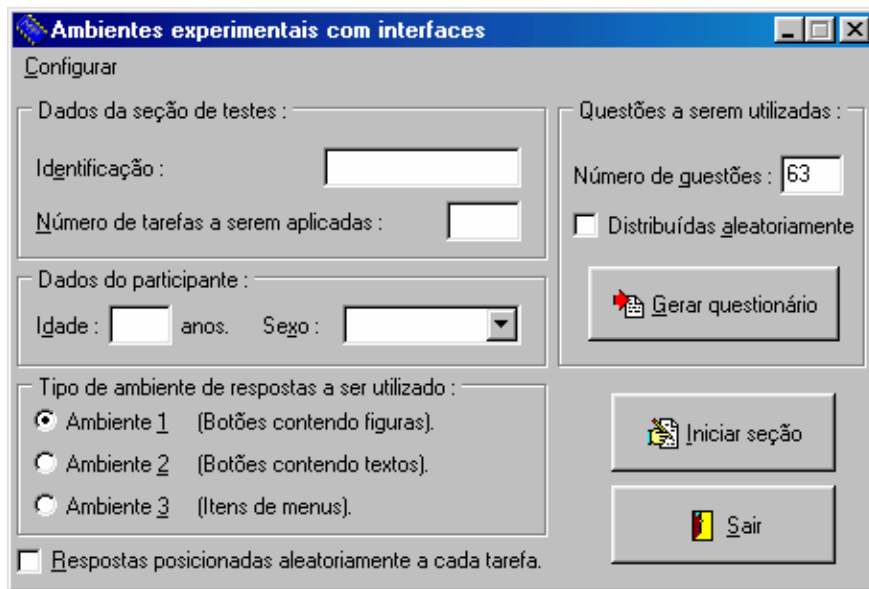 Ambientes experimentais com interfaces
Configurar
Dados da seção de testes :
Identificação :
Número de tarefas a serem aplicadas :
Questões a serem utilizadas :
Número de guestões : 63
Distribuídas aleatoriamente
Gerar questionário
Dados do participante :
Idade : anos. Sexo :
Tipo de ambiente de respostas a ser utilizado :
Ambiente 1 (Botões contendo figuras).
Ambiente 2 (Botões contendo textos).
Ambiente 3 (Itens de menus).
Respostas posicionadas aleatoriamente a cada tarefa.
Iniciar seção
Sair